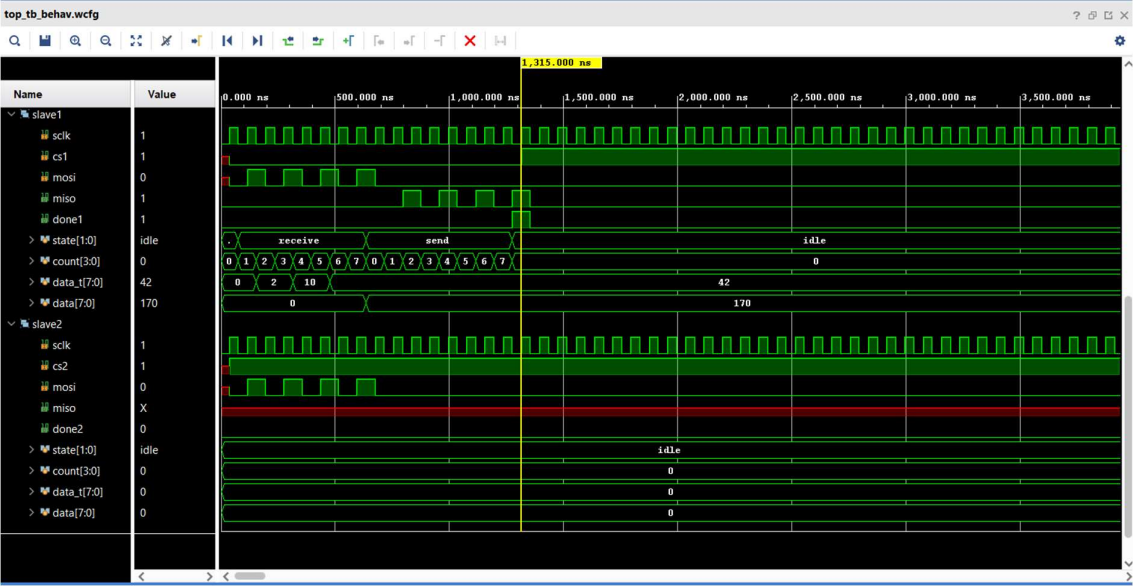 top_tb_behav.wcfg
1,315.000 ns
Name Value 0.000 ns 500.000 ns 1,000.000 ns 1,500.000 ns 2,000.000 ns 2,500.000 ns 3,000.000 ns 3,500.000 ns
slave1
sclk 1
cs1 1
mosi 0
miso 1
done1 1
state[1:0] idle . receive send idle
count[3:0] 0 0 1 2 3 4 5 6 7 0 1 2 3 4 5 6 7 0
data_t[7:0] 42 0 2 10 42
data[7:0] 170 0 170
slave2
sclk 1
cs2 1
mosi 0
miso X
done2 0
state[1:0] idle idle
count[3:0] 0 0
data_t[7:0] 0 0
data[7:0] 0 0